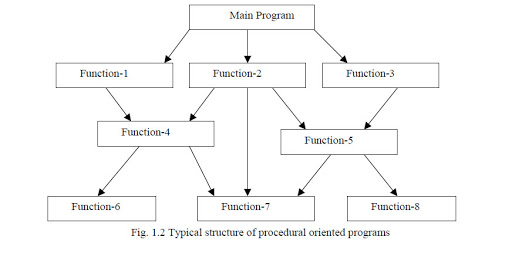 Main Program
Function-1
Function-2
Function-3
Function-4
Function-5
Function-6
Function-7
Function-8
Fig. 1.2 Typical structure of procedural oriented programs